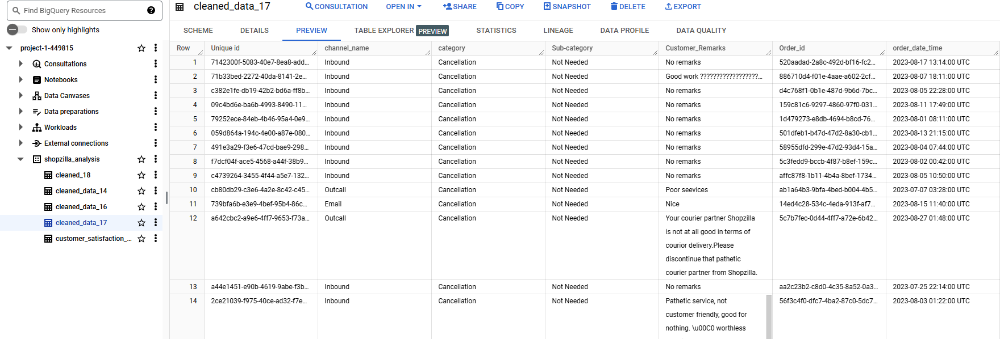 Find BigQuery Resources
Show only highlights
project-1-449815
Consultations
Notebooks
Data Canvases
Data preparations
Workloads
External connections
shopzilla_analysis
cleaned_18
cleaned_data_14
cleaned_data_16
cleaned_data_17
customer_satisfaction_...
cleaned_data_17 CONSULTATION OPEN IN SHARE COPY SNAPSHOT DELETE EXPORT
SCHEME DETAILS PREVIEW TABLE EXPLORER PREVIEW STATISTICS LINEAGE DATA PROFILE DATA QUALITY
Row Unique id channel_name category Sub-category Customer_Remarks Order_id order_date_time
1 7142300f-5083-40e7-8ea8-add... Inbound Cancellation Not Needed No remarks 520aadad-2a8c-492d-bf16-fc2... 2023-08-17 13:14:00 UTC
2 71b33bed-2272-40da-8141-2e... Inbound Cancellation Not Needed Good work ??????????????????... 886710d4-f01e-4aae-a602-2cf... 2023-08-07 18:11:00 UTC
3 c382e1fe-db19-42b2-bd6a-ff8b... Inbound Cancellation Not Needed No remarks d4c768f1-0b1e-487d-9b6d-7bc... 2023-08-05 22:28:00 UTC
4 09c4bd6e-ba6b-4993-8490-11... Inbound Cancellation Not Needed No remarks 159c81c6-9297-4860-97f0-031... 2023-08-11 17:49:00 UTC
5 79252ece-84eb-4b46-95a4-0e9... Inbound Cancellation Not Needed No remarks 1d479273-e8db-4694-b8cd-76... 2023-08-01 08:11:00 UTC
6 059d864a-194c-4e00-a87e-080... Inbound Cancellation Not Needed No remarks 501dfeb1-b47d-47d2-8a30-cb1... 2023-08-13 21:15:00 UTC
7 491e3a29-f3e6-47cd-bae9-298... Inbound Cancellation Not Needed No remarks 58955dfd-299e-47d2-93d4-15a... 2023-08-04 07:44:00 UTC
8 f7dcf04f-ace5-4568-a44f-38b9... Inbound Cancellation Not Needed No remarks 5c3fedd9-bccb-4f87-b8ef-159c... 2023-08-02 00:42:00 UTC
9 c4739264-3455-4f44-a5e7-132... Inbound Cancellation Not Needed No remarks affc87f8-1b11-4b4a-8bef-1734... 2023-08-05 10:50:00 UTC
10 cb80db29-c3e6-4a2e-8c42-c45... Outcall Cancellation Not Needed Poor seevices ab1a64b3-9bfa-4bed-b004-4b5... 2023-07-07 03:28:00 UTC
11 739bfa6b-e3e9-4bef-95b4-86c... Email Cancellation Not Needed Nice 14ed4c28-534c-4eda-913f-af7... 2023-08-15 11:40:00 UTC
12 a642cbc2-a9e6-4ff7-9653-f73a... Outcall Cancellation Not Needed Your courier partner Shopzilla 5c7b7fec-0d44-4ff7-a72e-6b42... 2023-08-27 01:48:00 UTC
is not at all good in terms of
courior delivery.Please
discontinue that pathetic
courier partner from Shopzilla.
13 a44e1451-e90b-4619-9abe-f3b... Inbound Cancellation Not Needed No remarks aa2c23b2-c8d0-4c35-8a52-0a3... 2023-07-25 22:14:00 UTC
14 2ce21039-f975-40ce-ad32-f7e... Inbound Cancellation Not Needed Pathetic service, not 56f3c4f0-dfc7-4ba2-87c0-5dc7... 2023-08-03 01:22:00 UTC
customer friendly, good for
nothing. \u00C0 worthless